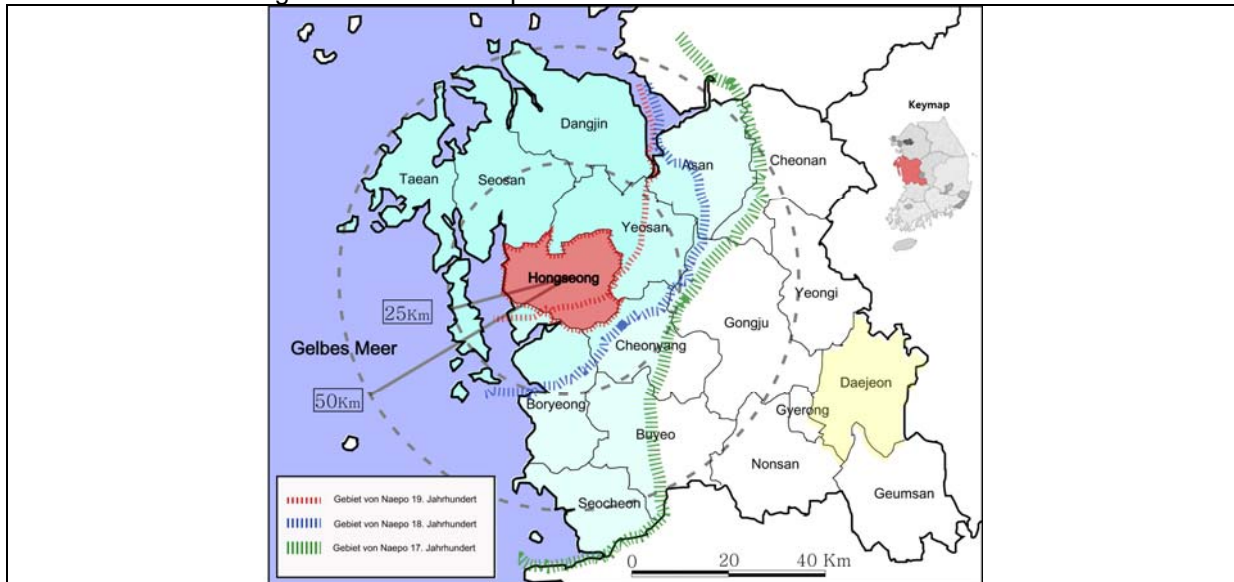 Keymap
Dangjin
Asan
Cheonan
Taean
Seosan
Yeosan
Hongseong
25Km
Yeongi
Gongju
Gelbes Meer
Cheonyang
Daejeon
50Km
Boryeong
Gyerong
Buyeo
Nonsan
Geumsan
Seocheon
Gebiet von Naepo 19. Jahrhundert
Gebiet von Naepo 18. Jahrhundert
Gebiet von Naepo 17. Jahrhundert
0 20 40 Km